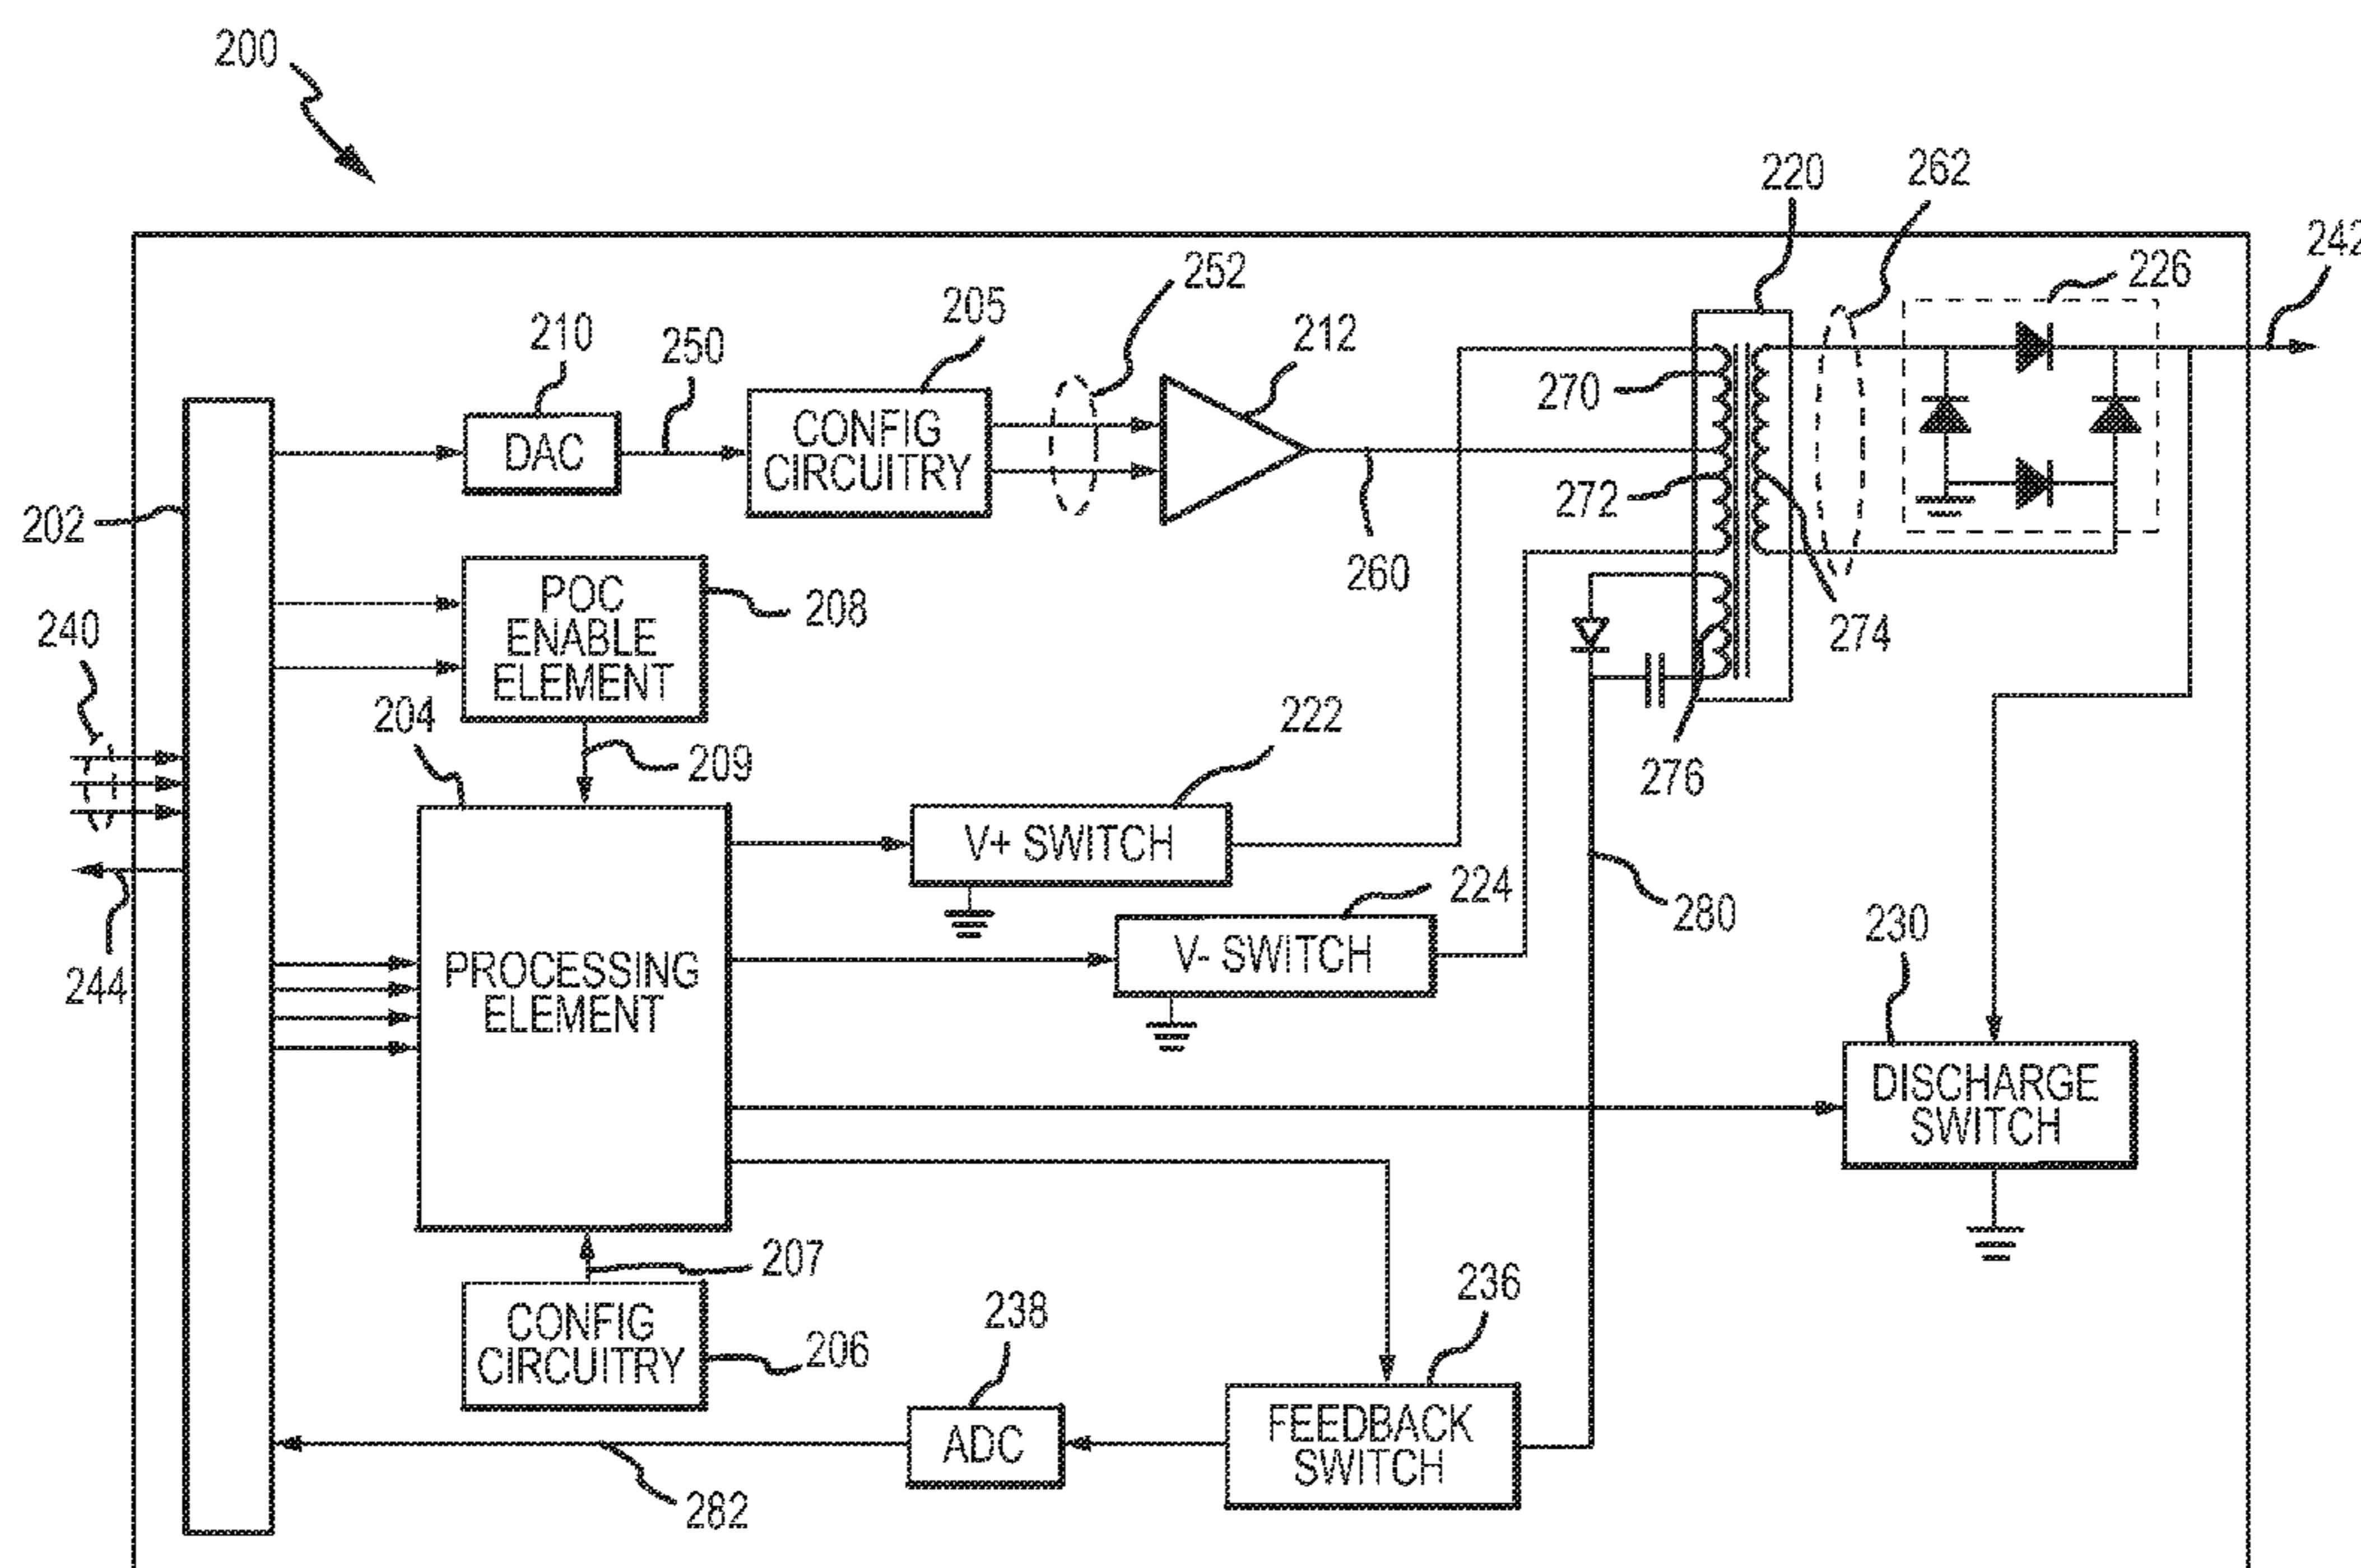 200
220
262
242
226
252
205
212
210
250
270
DAC
CONFIG
CIRCUITRY
272
202
260
274
POC
ENABLE
ELEMENT
208
240
204
209
222
276
V+ SWITCH
224
280
230
V- SWITCH
244
PROCESSING
ELEMENT
DISCHARGE
SWITCH
207
236
238
CONFIG
CIRCUITRY
206
ADC
FEEDBACK
SWITCH
282